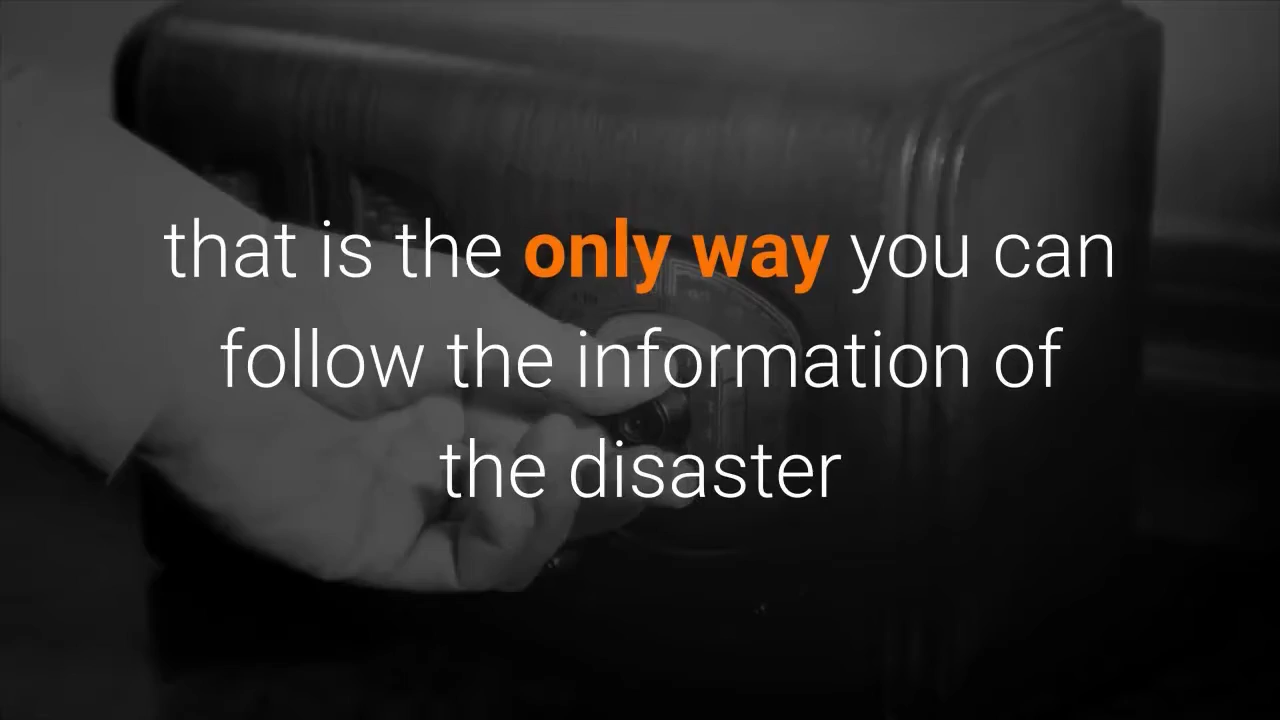 that is the only way you can
follow the information of
the disaster